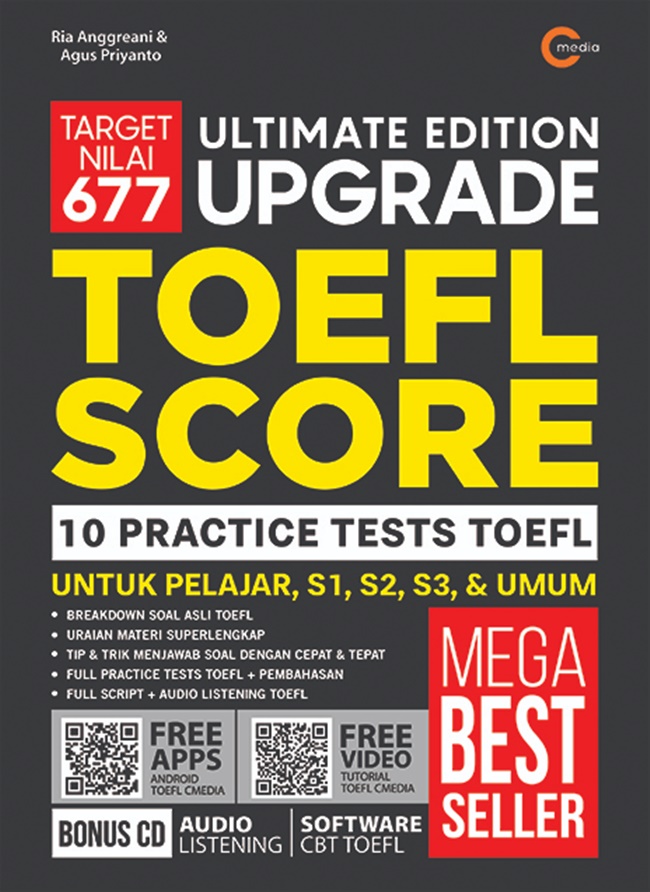 Ria Anggreani &
Agus Priyanto
C media
TARGET
NILAI
677
ULTIMATE EDITION
UPGRADE
TOEFL
SCORE
10 PRACTICE TESTS TOEFL
UNTUK PELAJAR, S1, S2, S3, & UMUM
• BREAKDOWN SOAL ASLI TOEFL
• URAIAN MATERI SUPERLENGKAP
• TIP & TRIK MENJAWAB SOAL DENGAN CEPAT & TEPAT
• FULL PRACTICE TESTS TOEFL + PEMBAHASAN
• FULL SCRIPT + AUDIO LISTENING TOEFL
MEGA
BEST
SELLER
FREE
APPS
ANDROID
TOEFL CMEDIA
FREE
VIDEO
TUTORIAL
TOEFL CMEDIA
BONUS CD
AUDIO
LISTENING
SOFTWARE
CBT TOEFL